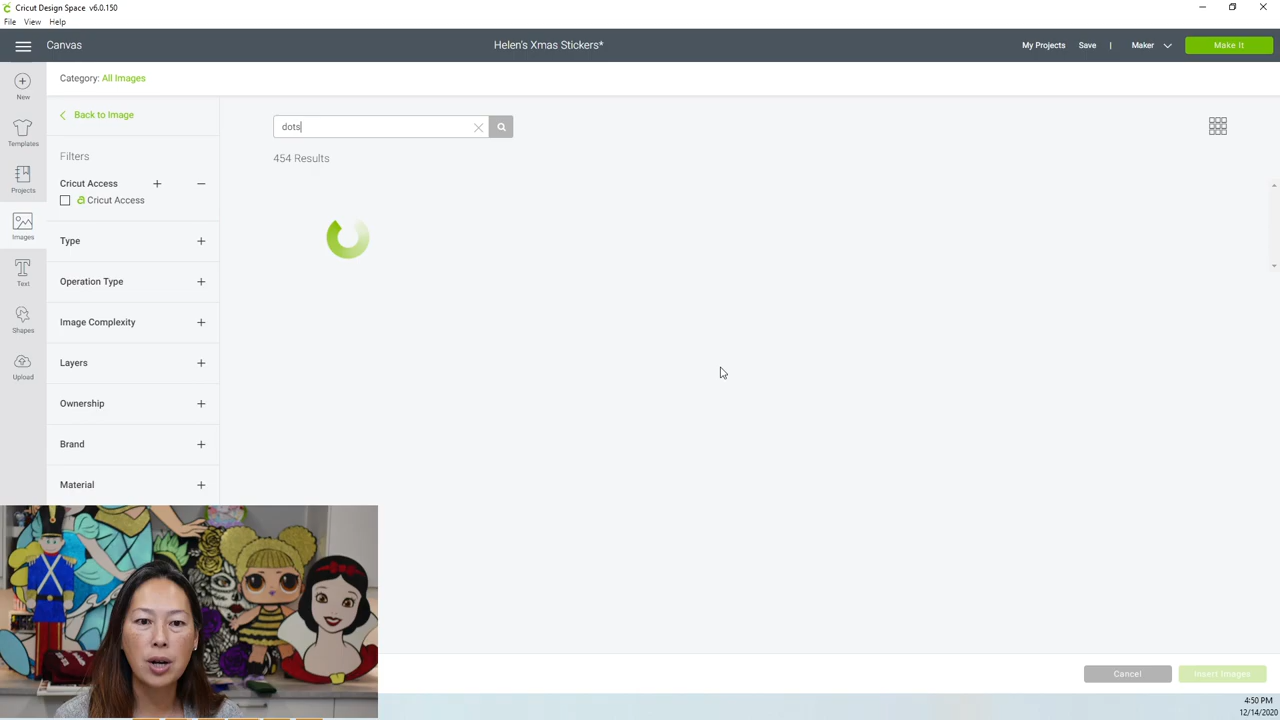 Cricut Design Space v6.0.150
File View Help
Canvas
Helen's Xmas Stickers*
My Projects Save | Maker Make It
Category: All Images
New
Templates
Projects
Images
Text
Shapes
Upload
Back to Image
Filters
Cricut Access
Cricut Access
Type
Operation Type
Image Complexity
Layers
Ownership
Brand
Material
dots
454 Results
Cancel Insert Images
4:50 PM
12/14/2020